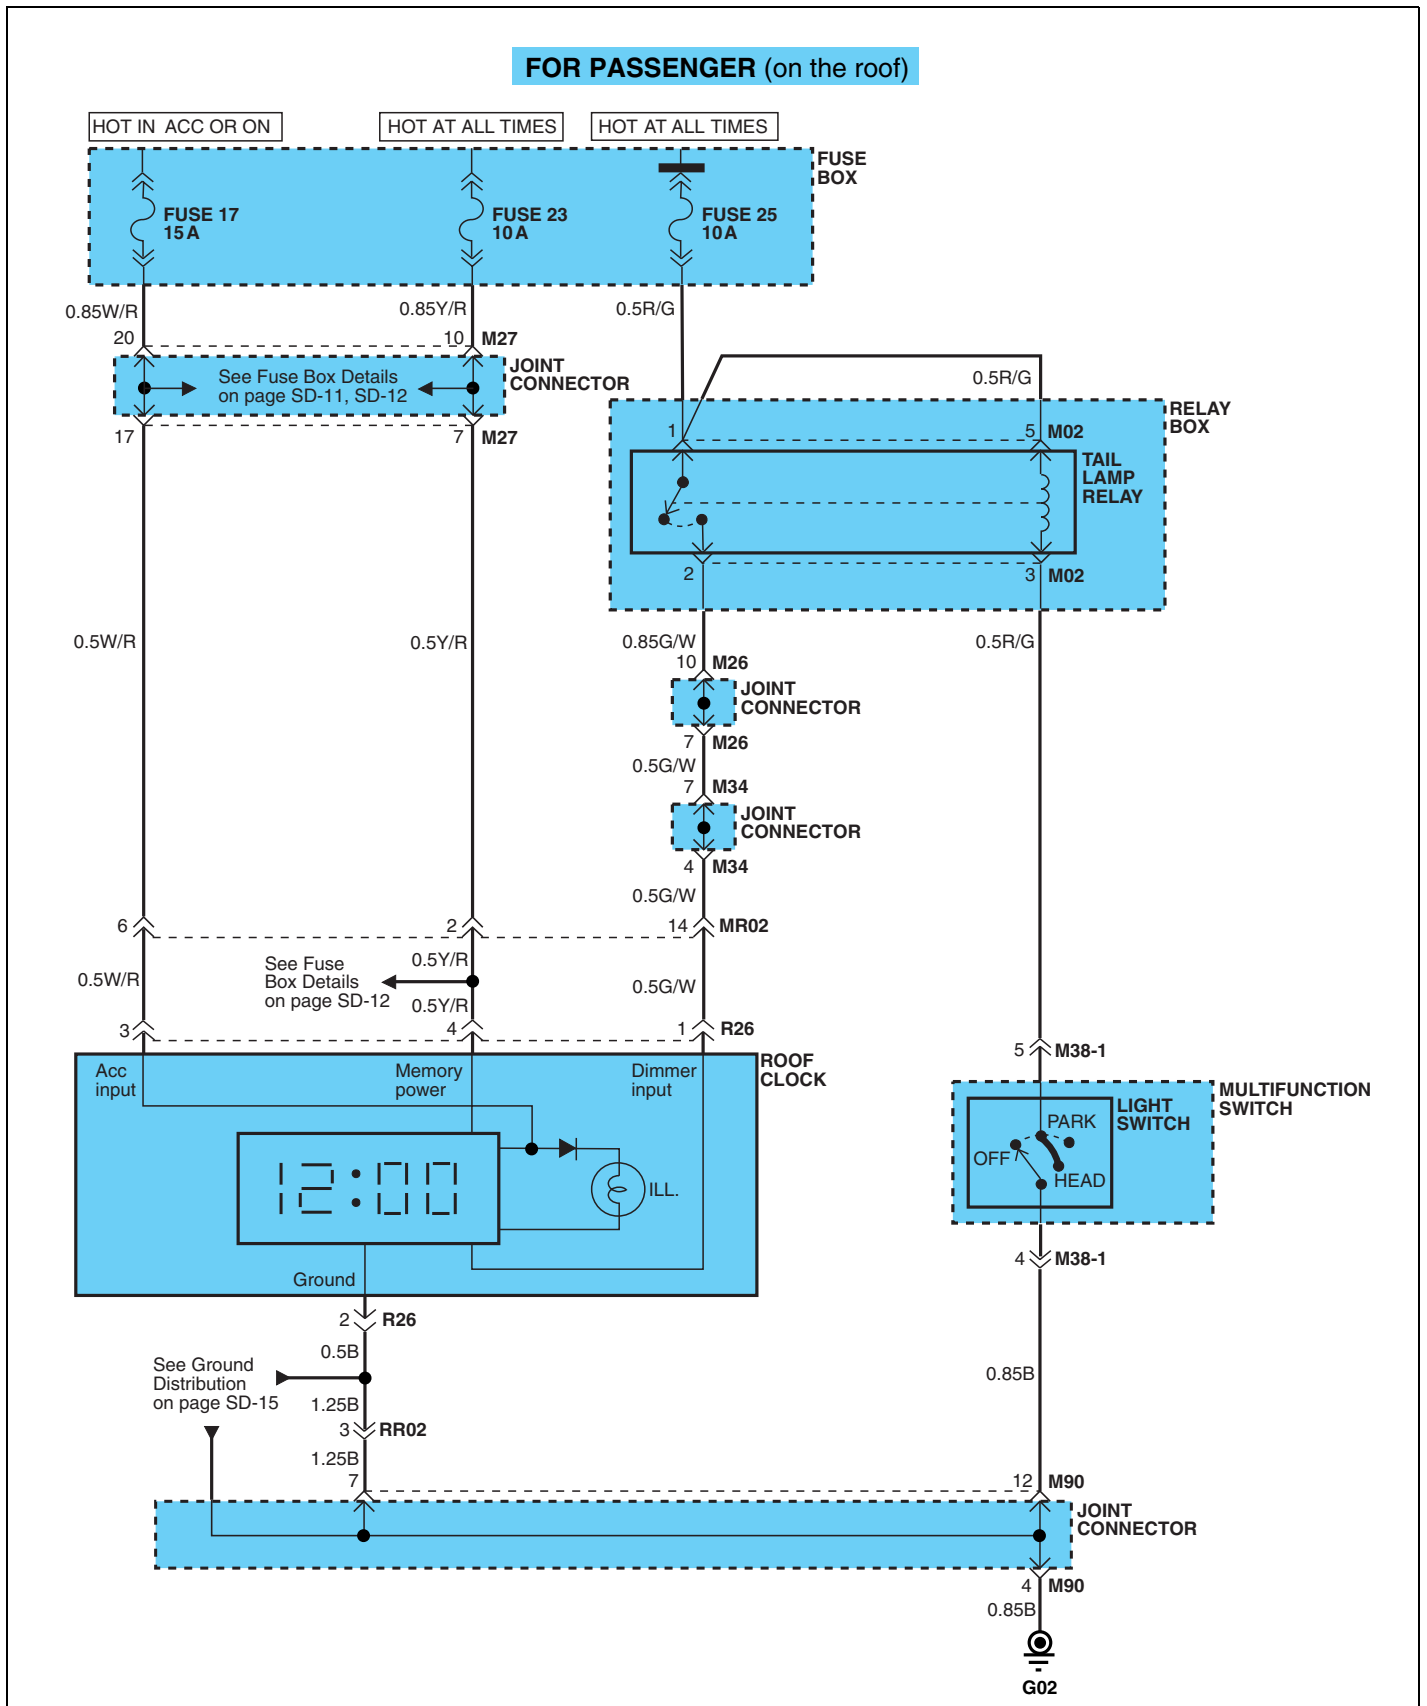 FOR PASSENGER (on the roof)
HOT IN ACC OR ON
HOT AT ALL TIMES
HOT AT ALL TIMES
FUSE
BOX
FUSE 17
15A
FUSE 23
10A
FUSE 25
10A
0.85W/R
0.85Y/R
0.5R/G
20
10
M27
JOINT
CONNECTOR
See Fuse Box Details
on page SD-11, SD-12
17
7
M27
0.5R/G
RELAY
BOX
1
5
M02
TAIL
LAMP
RELAY
2
3
M02
0.5W/R
0.5Y/R
0.85G/W
0.5R/G
10
M26
JOINT
CONNECTOR
7
M26
0.5G/W
7
M34
JOINT
CONNECTOR
4
M34
0.5G/W
6
2
14
MR02
0.5W/R
See Fuse
Box Details
on page SD-12
0.5Y/R
0.5Y/R
0.5G/W
3
4
1
R26
ROOF
CLOCK
Acc
input
Memory
power
Dimmer
input
12:00
ILL.
Ground
5
M38-1
MULTIFUNCTION
SWITCH
LIGHT
SWITCH
PARK
OFF
HEAD
4
M38-1
2
R26
0.5B
See Ground
Distribution
on page SD-15
1.25B
3
RR02
1.25B
0.85B
7
12
M90
JOINT
CONNECTOR
4
M90
0.85B
G02